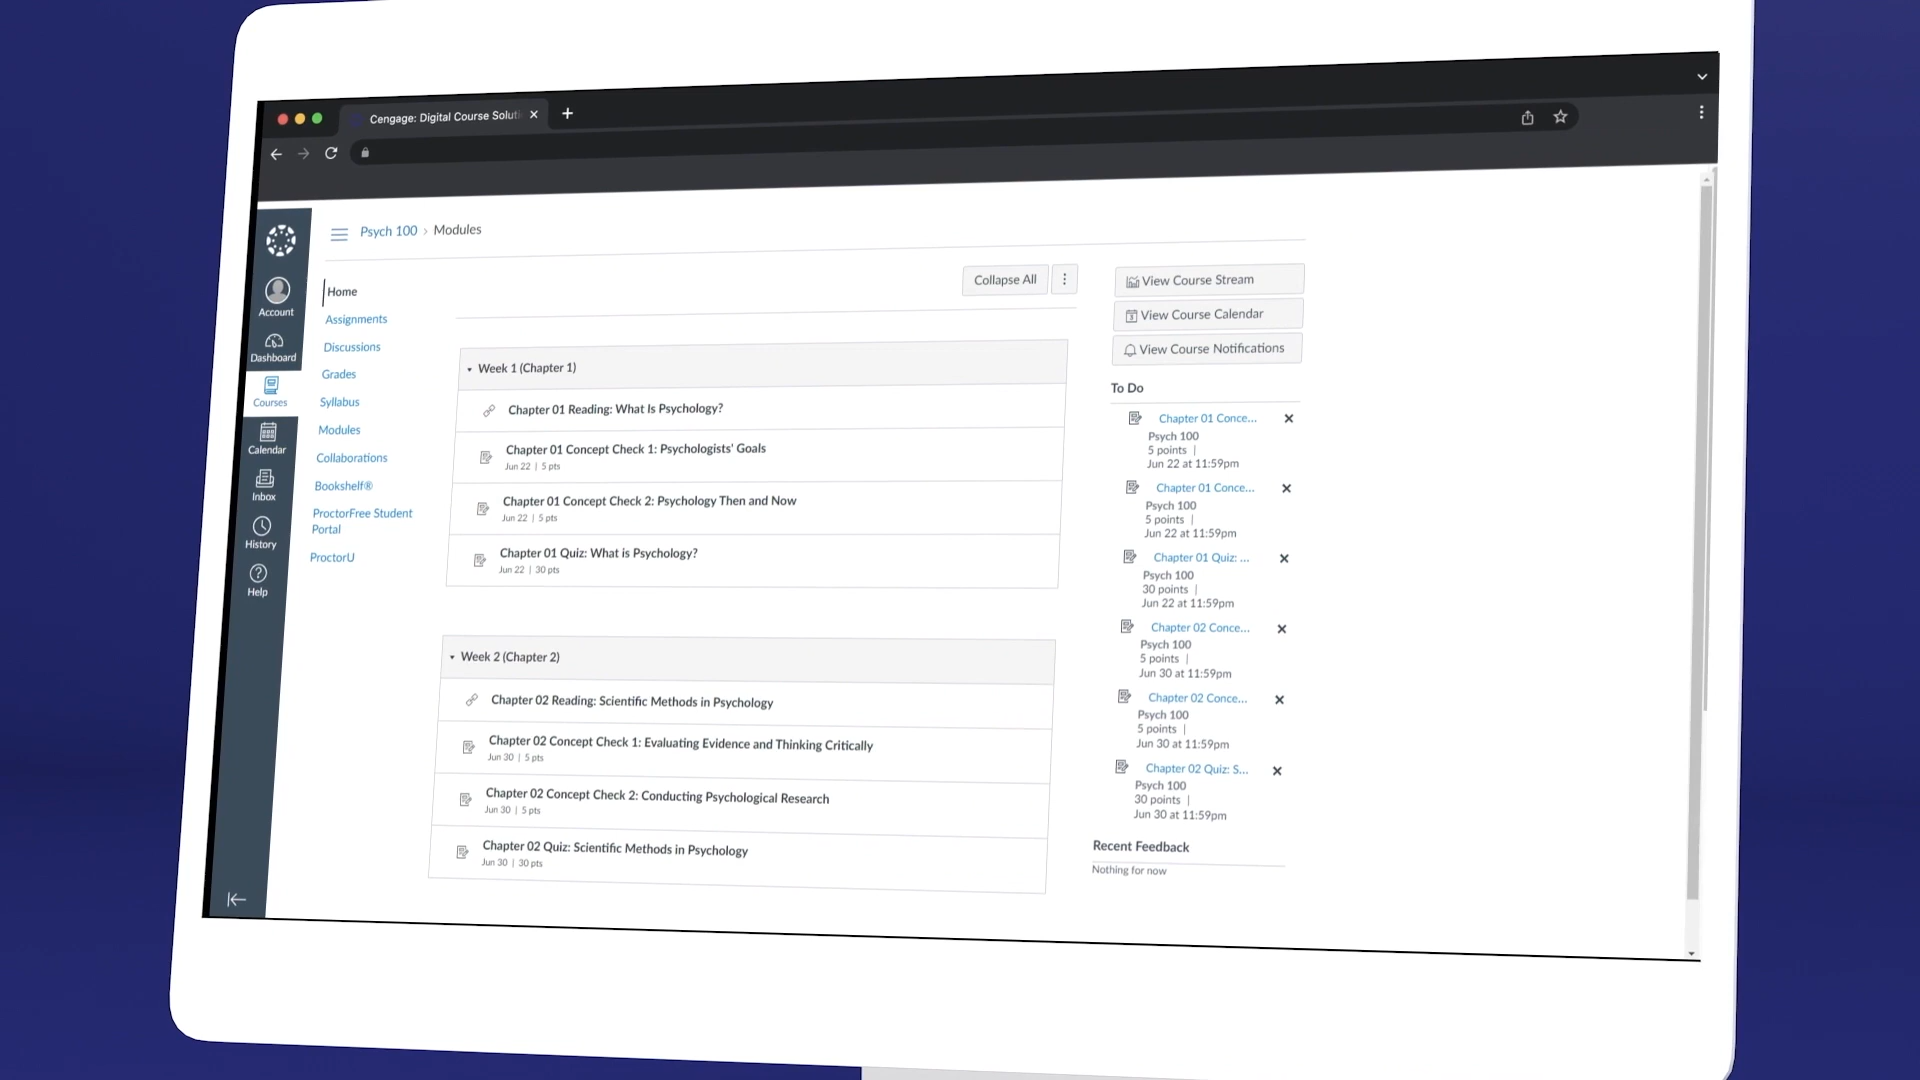 Cengage: Digital Course Soluti
Psych 100 › Modules
Account
Dashboard
Courses
Calendar
Inbox
History
Help
Home
Assignments
Discussions
Grades
Syllabus
Modules
Collaborations
Bookshelf®
ProctorFree Student
Portal
ProctorU
Collapse All
Week 1 (Chapter 1)
Chapter 01 Reading: What Is Psychology?
Chapter 01 Concept Check 1: Psychologists' Goals
Jun 22 | 5 pts
Chapter 01 Concept Check 2: Psychology Then and Now
Jun 22 | 5 pts
Chapter 01 Quiz: What is Psychology?
Jun 22 | 30 pts
Week 2 (Chapter 2)
Chapter 02 Reading: Scientific Methods in Psychology
Chapter 02 Concept Check 1: Evaluating Evidence and Thinking Critically
Jun 30 | 5 pts
Chapter 02 Concept Check 2: Conducting Psychological Research
Jun 30 | 5 pts
Chapter 02 Quiz: Scientific Methods in Psychology
Jun 30 | 30 pts
View Course Stream
View Course Calendar
View Course Notifications
To Do
Chapter 01 Conce...
Psych 100
5 points |
Jun 22 at 11:59pm
Chapter 01 Conce...
Psych 100
5 points |
Jun 22 at 11:59pm
Chapter 01 Quiz: ...
Psych 100
30 points |
Jun 22 at 11:59pm
Chapter 02 Conce...
Psych 100
5 points |
Jun 30 at 11:59pm
Chapter 02 Conce...
Psych 100
5 points |
Jun 30 at 11:59pm
Chapter 02 Quiz: S...
Psych 100
30 points |
Jun 30 at 11:59pm
Recent Feedback
Nothing for now